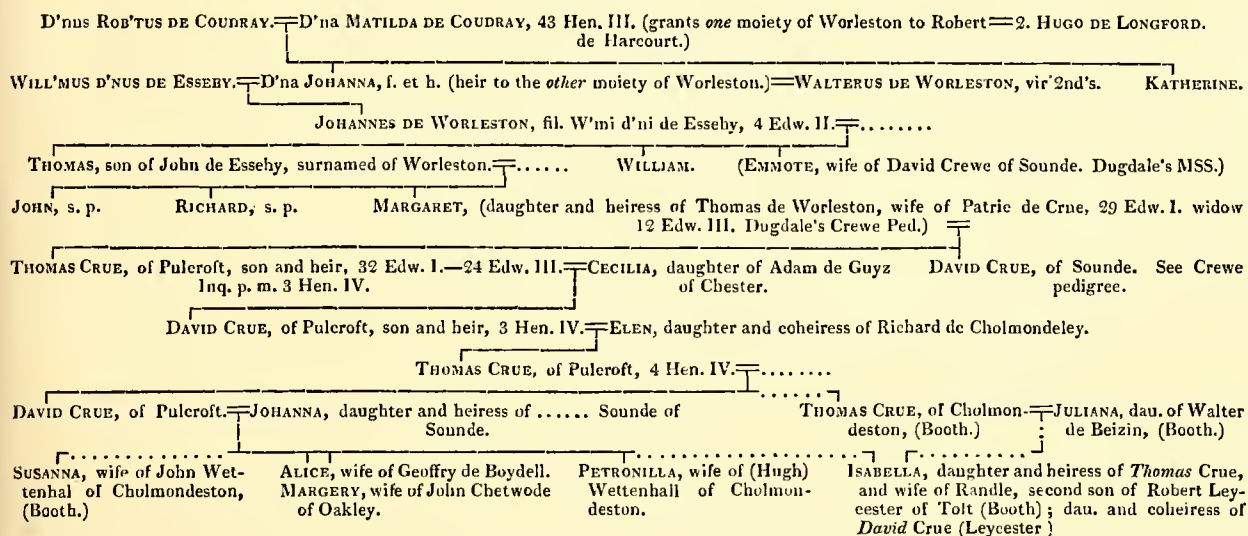 D'nus Rob'tus de Coudray. D'na Matilda de Coudray, 43 Hen. III. (grants one moiety of Worleston to Robert 2. Hugo de Longford.
de Harcourt.)
Will'mus d'nus de Esseby. D'na Johanna, f. et h. (heir to the other moiety of Worleston.) Walterus de Worleston, vir 2nd's. Katherine.
Johannes de Worleston, fil. W'mi d'ni de Esseby, 4 Edw. II. ........
Thomas, son of John de Esseby, surnamed of Worleston. ...... William. (Emmote, wife of David Crewe of Sounde. Dugdale's MSS.)
John, s. p. Richard, s. p. Margaret, (daughter and heiress of Thomas de Worleston, wife of Patric de Crue, 29 Edw. I. widow
12 Edw. III. Dugdale's Crewe Ped.)
Thomas Crue, of Pulcroft, son and heir, 32 Edw. I.—24 Edw. III. Cecilia, daughter of Adam de Guyz David Crue, of Sounde. See Crewe
Inq. p. m. 3 Hen. IV. of Chester. pedigree.
David Crue, of Pulcroft, son and heir, 3 Hen. IV. Elen, daughter and coheiress of Richard de Cholmondeley.
Thomas Crue, of Pulcroft, 4 Hen. IV. ........
David Crue, of Pulcroft. Johanna, daughter and heiress of ...... Sounde of Thomas Crue, of Cholmon- Juliana, dau. of Walter
Sounde. deston, (Booth.) de Beizin, (Booth.)
Susanna, wife of John Wet- Alice, wife of Geoffry de Boydell. Petronilla, wife of (Hugh) Isabella, daughter and heiress of Thomas Crue,
tenhal of Cholmondeston, Margery, wife of John Chetwode Wettenhall of Cholmon- and wife of Randle, second son of Robert Ley-
(Booth.) of Oakley. deston. cester of Toft (Booth) ; dau. and coheiress of
David Crue (Leycester )